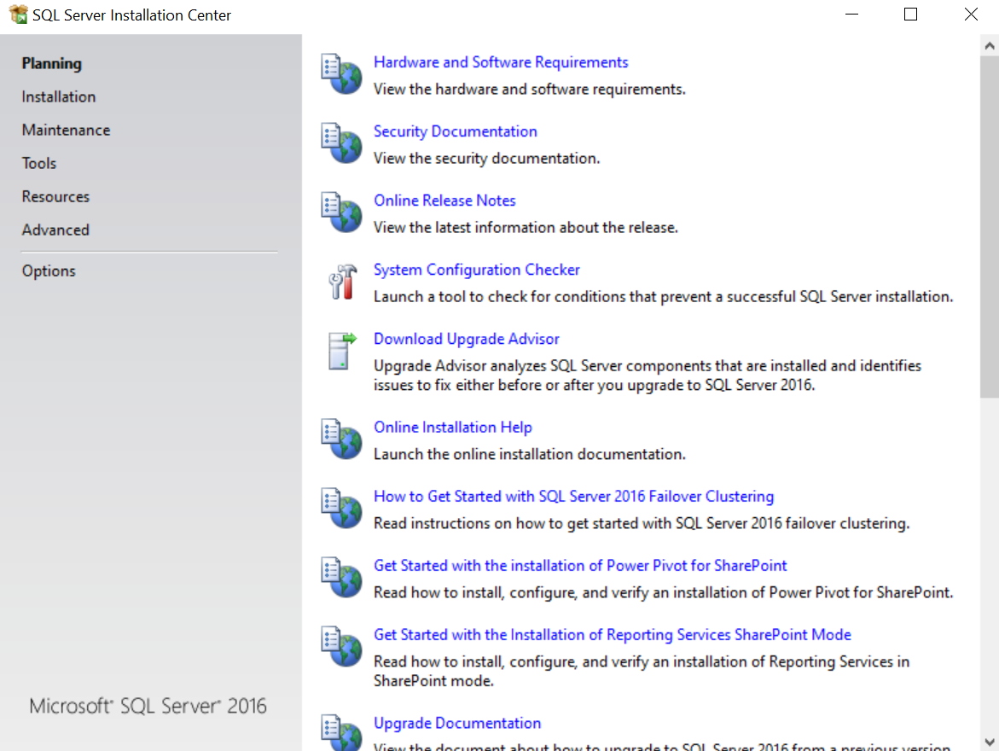 SQL Server Installation Center
Planning
Installation
Maintenance
Tools
Resources
Advanced
Options
Microsoft® SQL Server® 2016
Hardware and Software Requirements
View the hardware and software requirements.
Security Documentation
View the security documentation.
Online Release Notes
View the latest information about the release.
System Configuration Checker
Launch a tool to check for conditions that prevent a successful SQL Server installation.
Download Upgrade Advisor
Upgrade Advisor analyzes SQL Server components that are installed and identifies
issues to fix either before or after you upgrade to SQL Server 2016.
Online Installation Help
Launch the online installation documentation.
How to Get Started with SQL Server 2016 Failover Clustering
Read instructions on how to get started with SQL Server 2016 failover clustering.
Get Started with the installation of Power Pivot for SharePoint
Read how to install, configure, and verify an installation of Power Pivot for SharePoint.
Get Started with the Installation of Reporting Services SharePoint Mode
Read how to install, configure, and verify an installation of Reporting Services in
SharePoint mode.
Upgrade Documentation
View the document about how to upgrade to SQL Server 2016 from a previous version